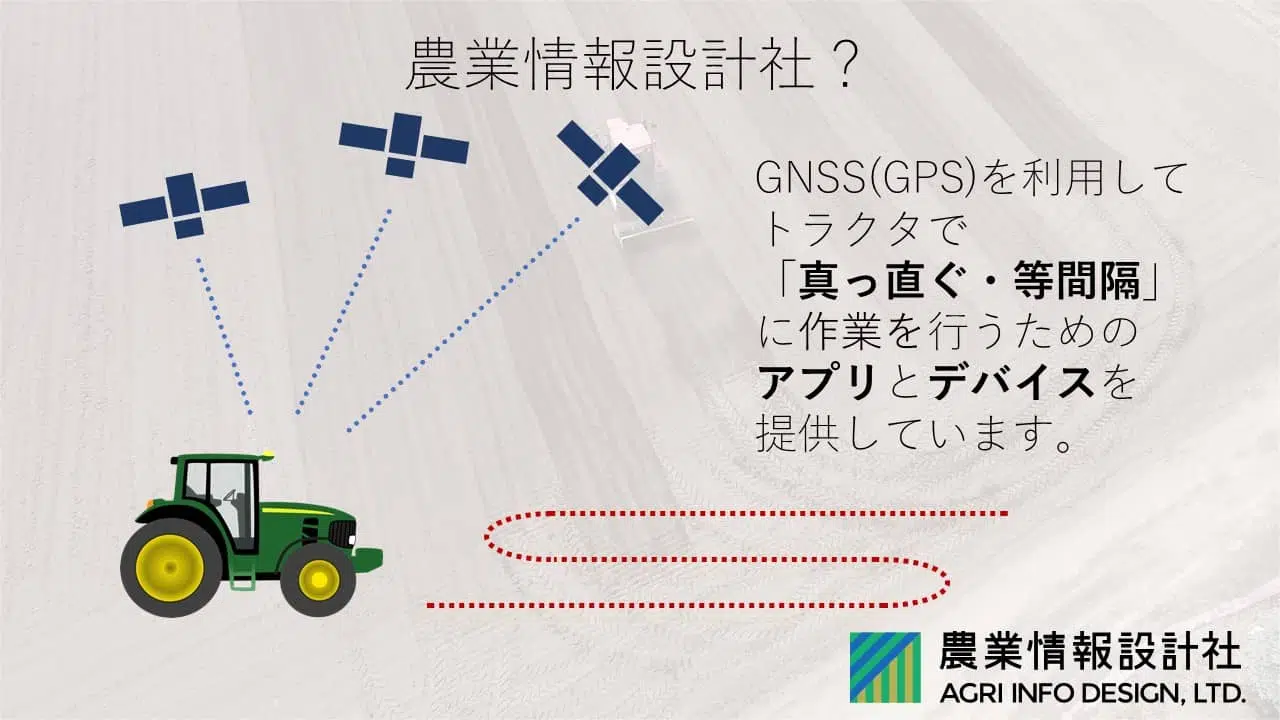 農業情報設計社？
GNSS(GPS)を利用して
トラクタで
「真っ直ぐ・等間隔」
に作業を行うための
アプリとデバイスを
提供しています。
農業情報設計社
AGRI INFO DESIGN, LTD.